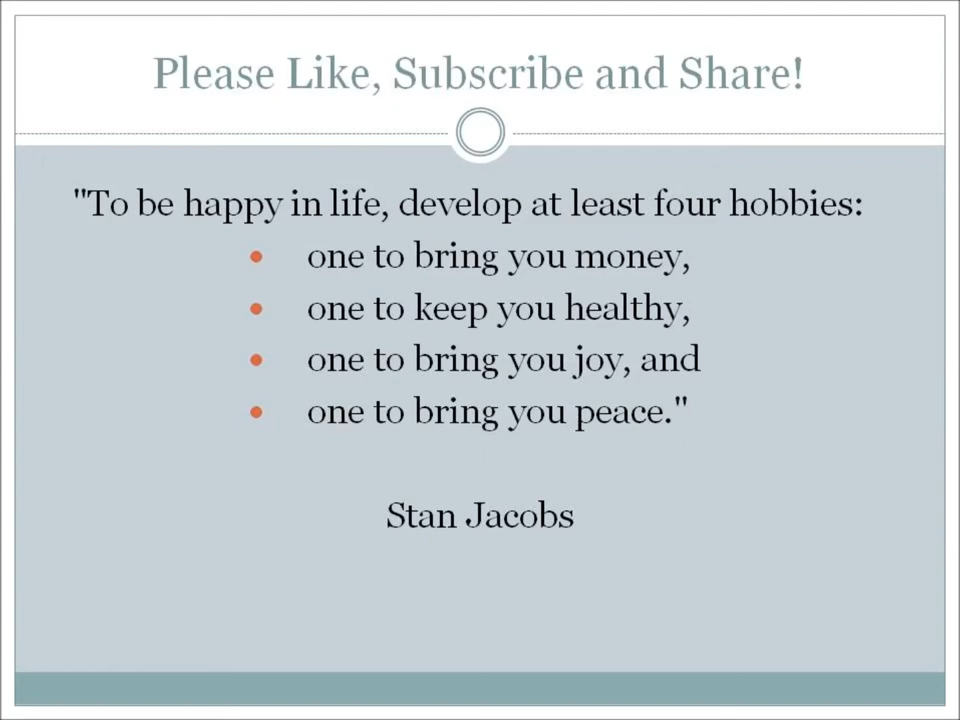 Please Like, Subscribe and Share!
"To be happy in life, develop at least four hobbies:
• one to bring you money,
• one to keep you healthy,
• one to bring you joy, and
• one to bring you peace."
Stan Jacobs